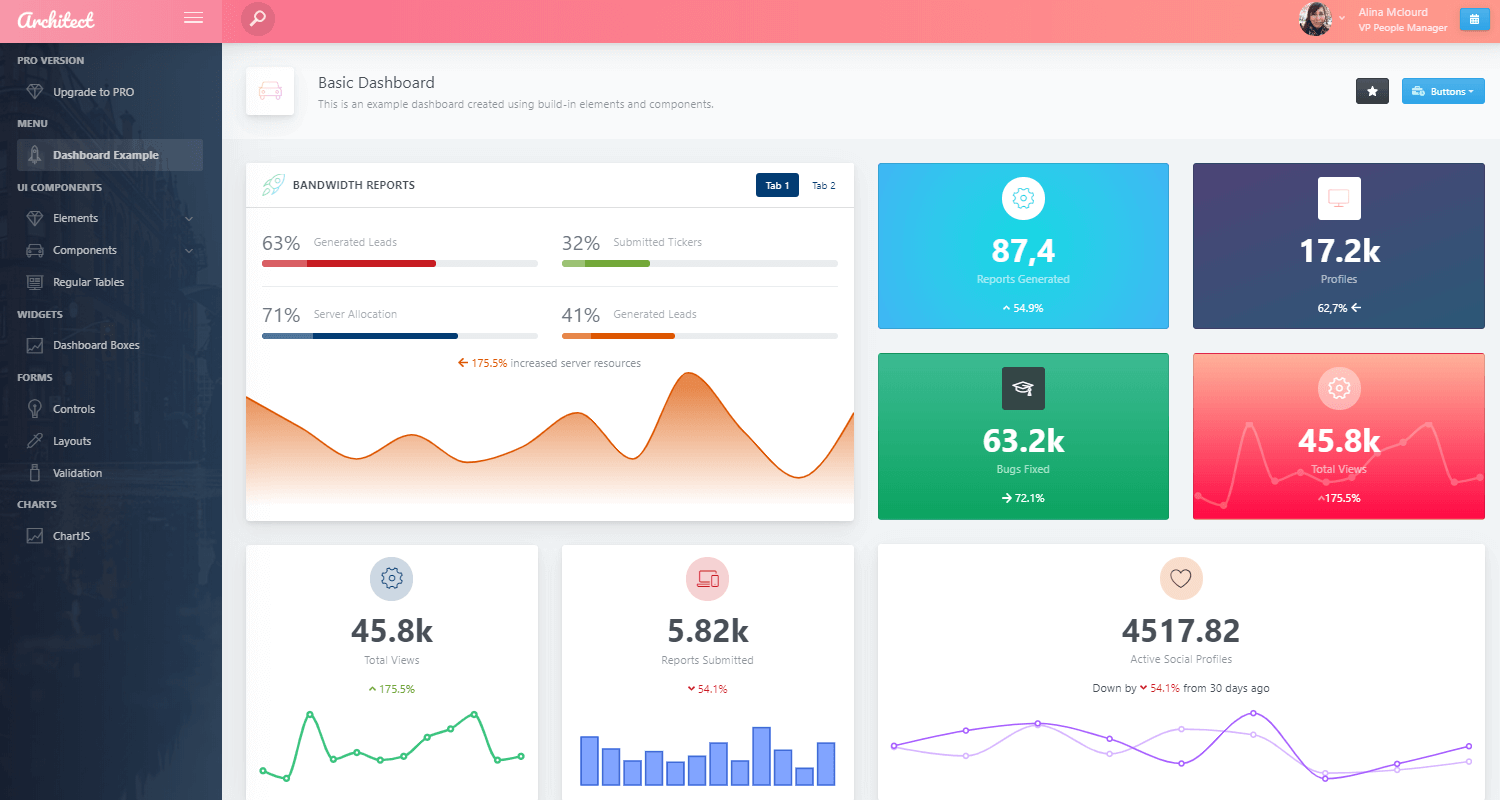 Architect
Alina Mclourd
VP People Manager
PRO VERSION
Upgrade to PRO
MENU
Dashboard Example
UI COMPONENTS
Elements
Components
Regular Tables
WIDGETS
Dashboard Boxes
FORMS
Controls
Layouts
Validation
CHARTS
ChartJS
Basic Dashboard
This is an example dashboard created using build-in elements and components.
Buttons
BANDWIDTH REPORTS
Tab 1
Tab 2
63% Generated Leads
32% Submitted Tickers
71% Server Allocation
41% Generated Leads
175.5% increased server resources
87,4
Reports Generated
54.9%
17.2k
Profiles
62,7%
63.2k
Bugs Fixed
72.1%
45.8k
Total Views
175.5%
45.8k
Total Views
175.5%
5.82k
Reports Submitted
54.1%
4517.82
Active Social Profiles
Down by 54.1% from 30 days ago